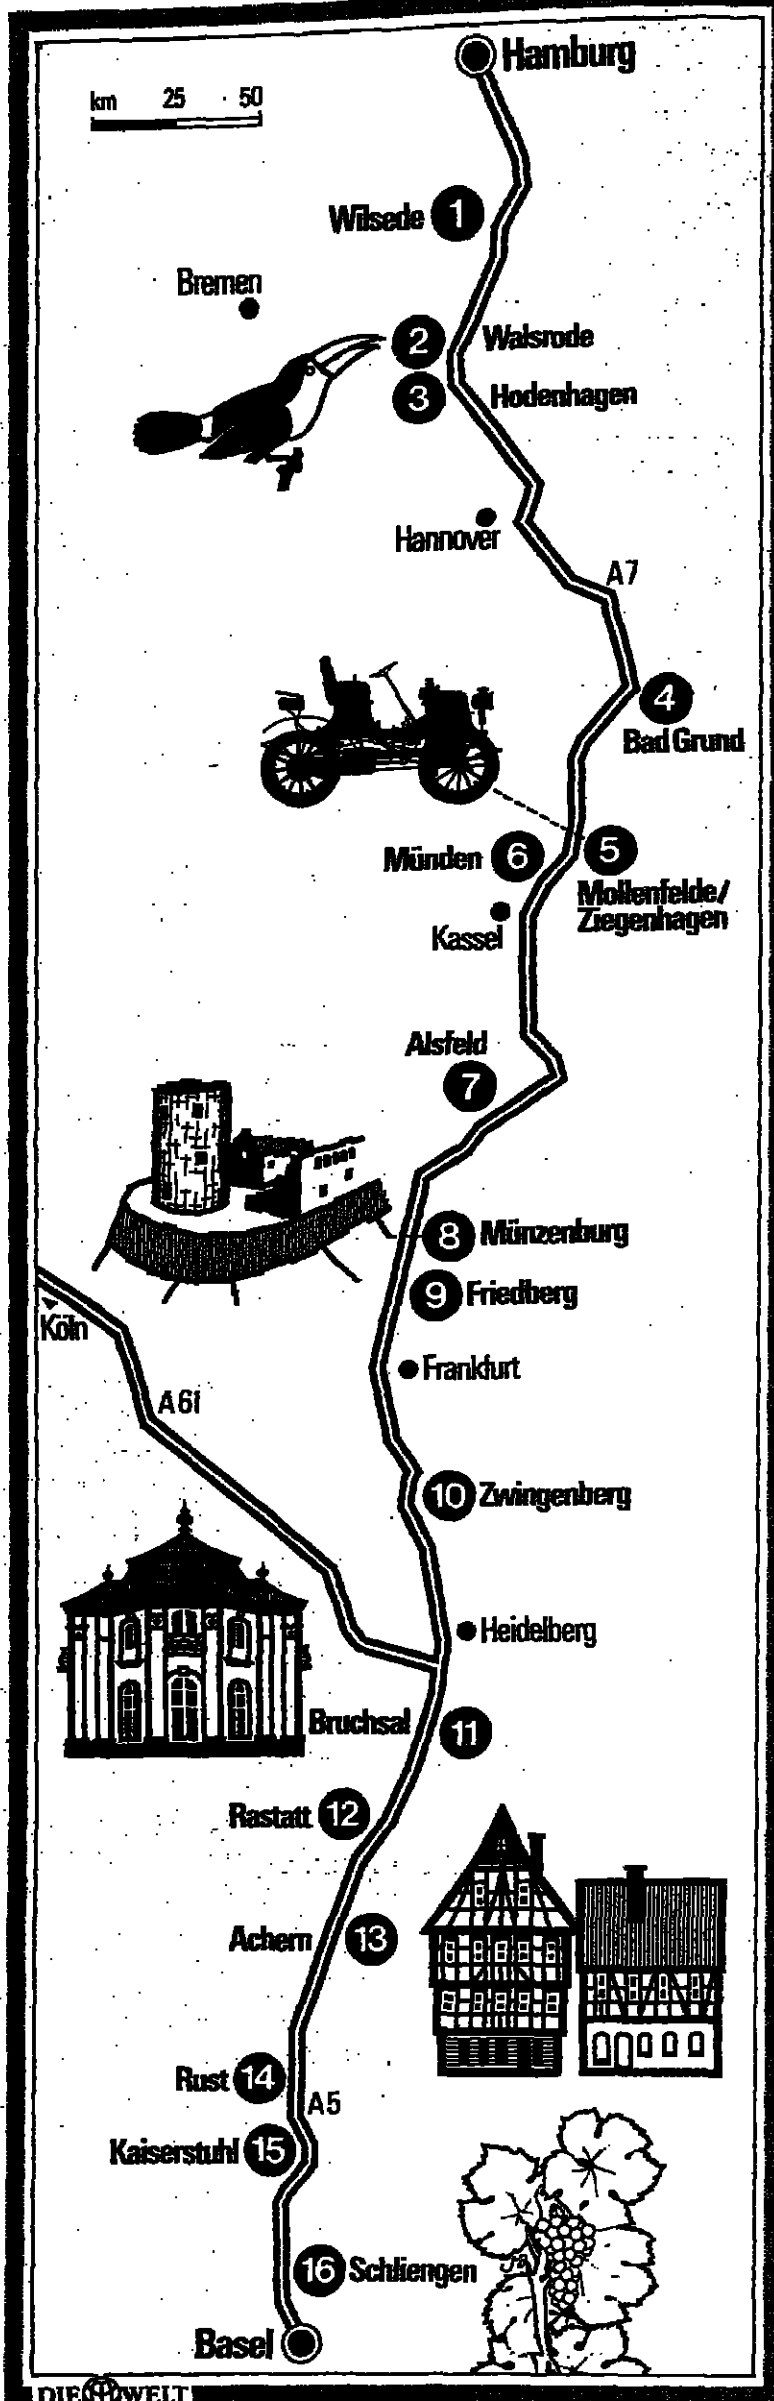 Hamburg
km 25 50
Wilsede 1
Bremen
2 Walsrode
3 Hodenhagen
Hannover
A7
4
Bad Grund
Münden 6
5
Mollenfelde/
Ziegenhagen
Kassel
Alsfeld
7
8 Münzenburg
9 Friedberg
Köln
Frankfurt
A61
10 Zwingenberg
Heidelberg
Bruchsal 11
Rastatt 12
Achern 13
Rust 14
A5
Kaiserstuhl 15
16 Schliengen
Basel
DIE WELT